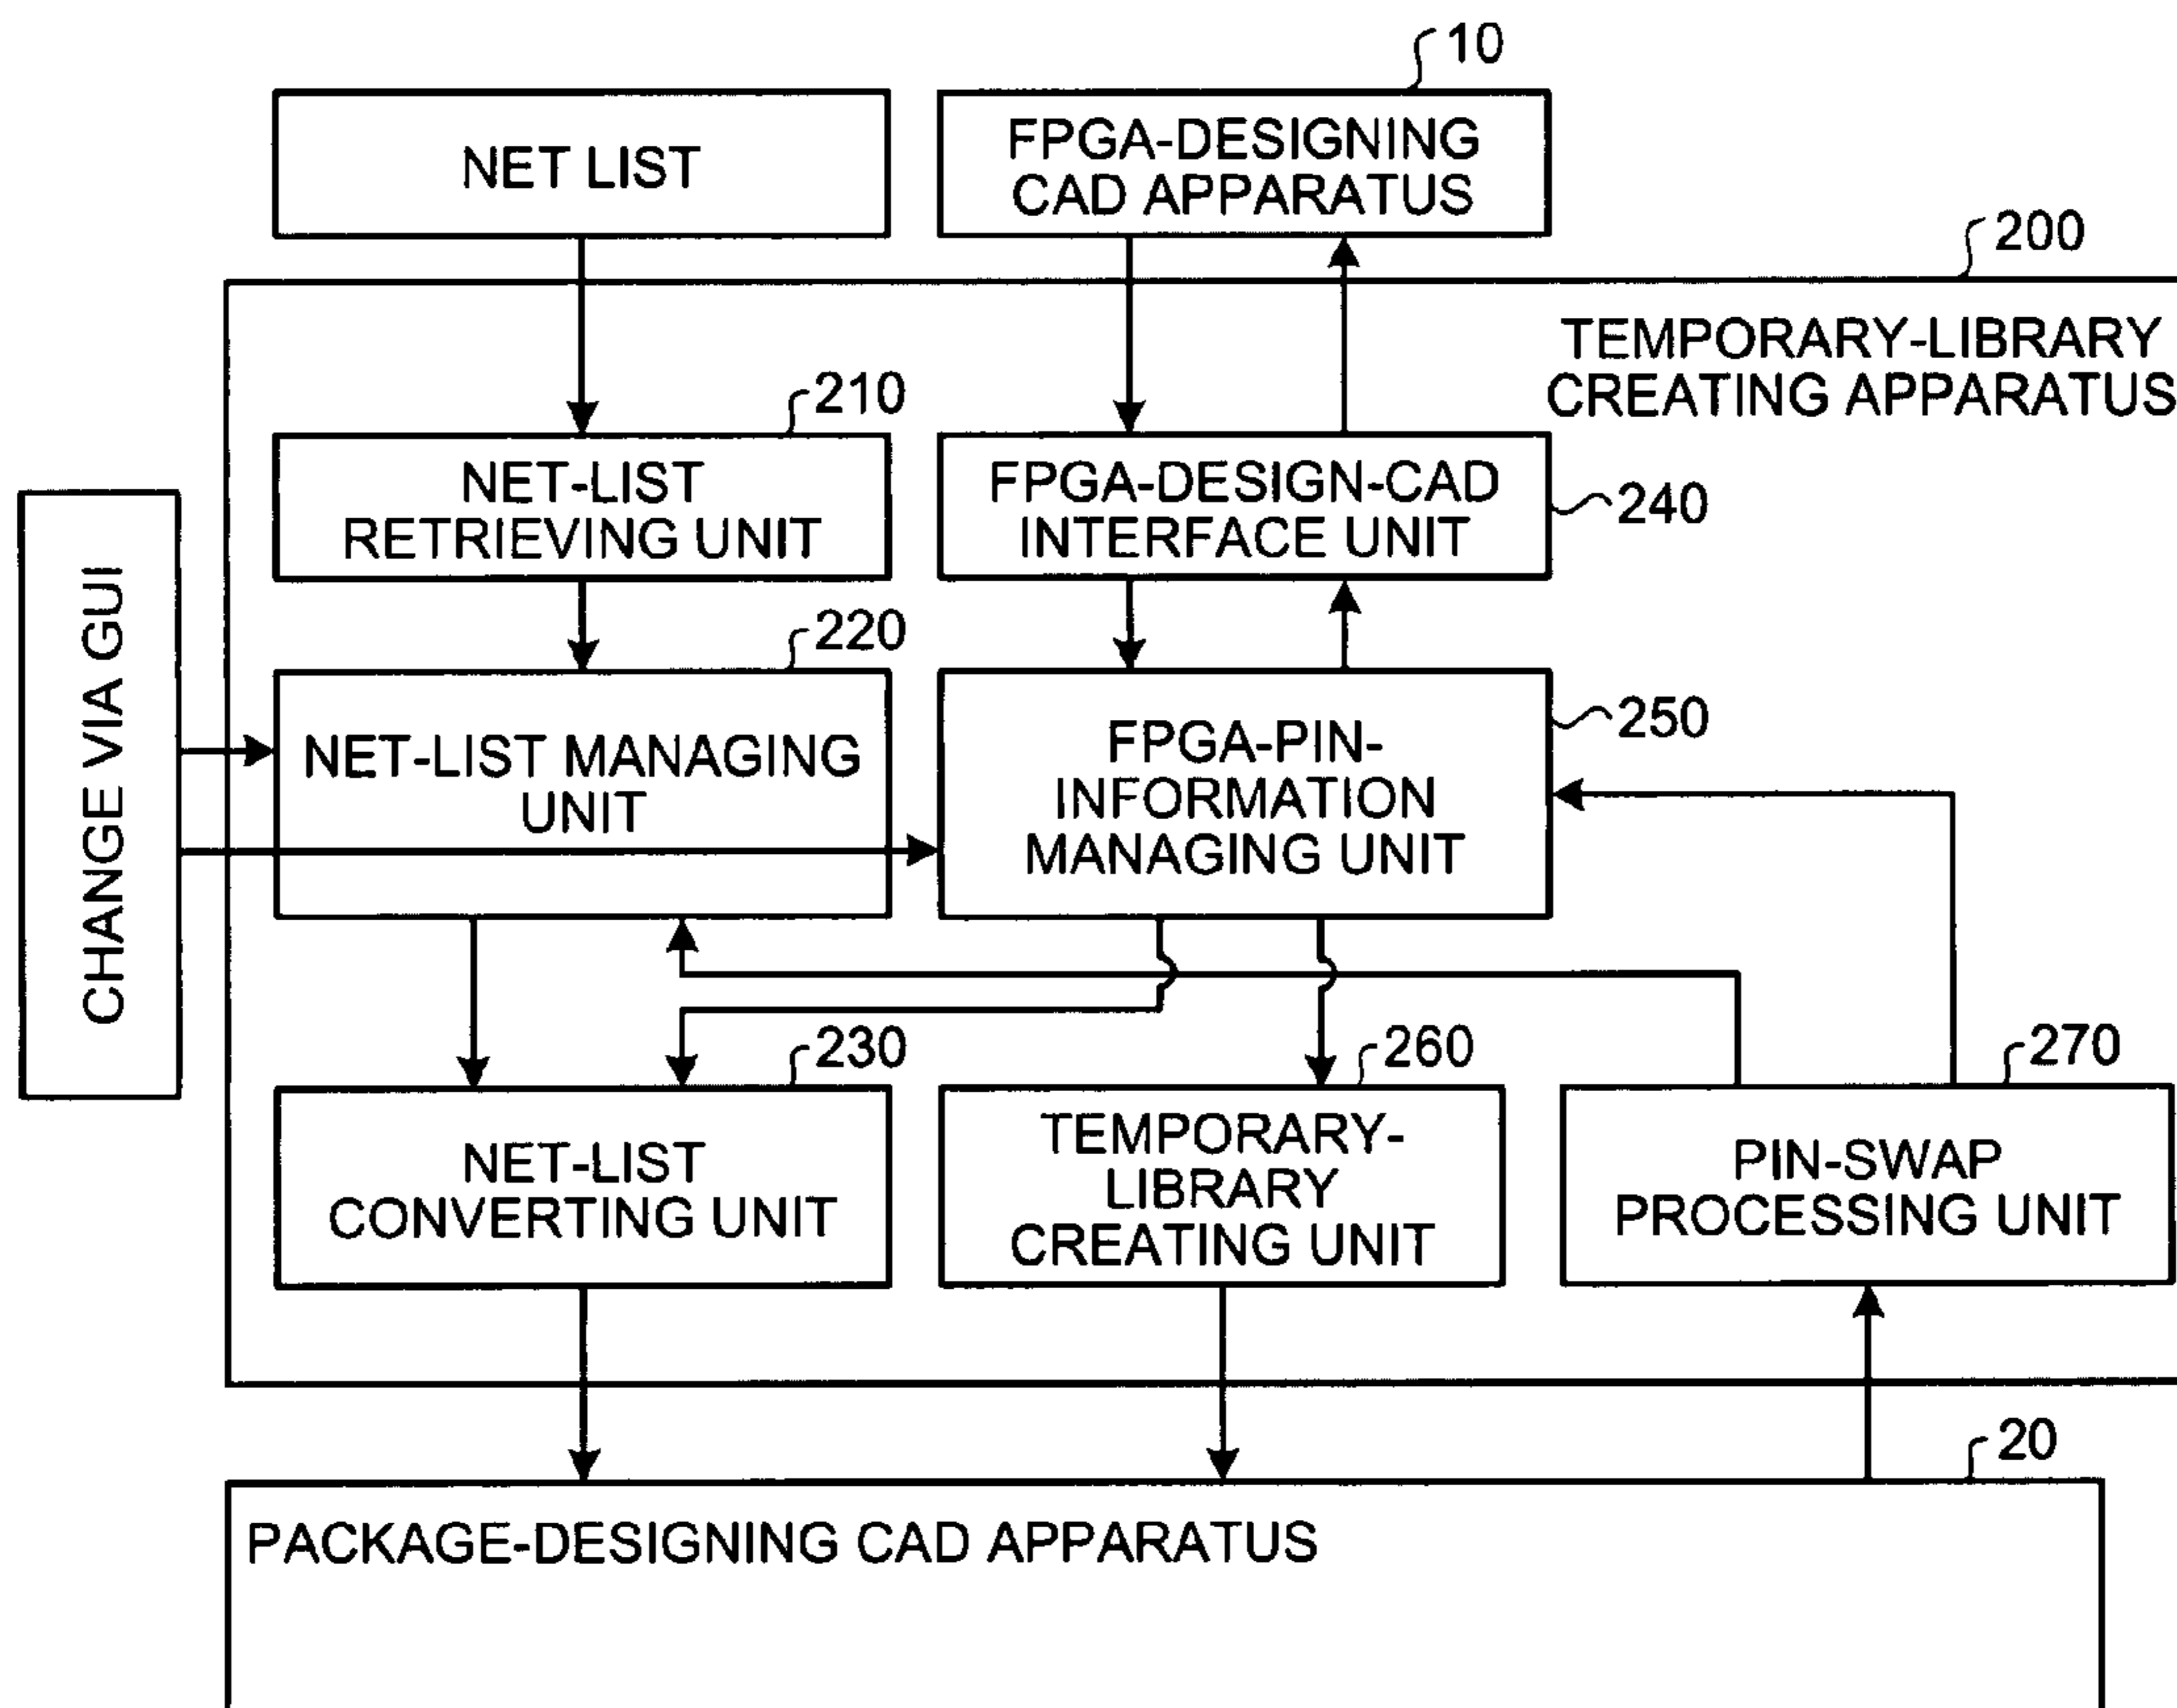 10
NET LIST
FPGA-DESIGNING
CAD APPARATUS
200
TEMPORARY-LIBRARY
CREATING APPARATUS
210
NET-LIST
RETRIEVING UNIT
FPGA-DESIGN-CAD
INTERFACE UNIT
240
CHANGE VIA GUI
220
NET-LIST MANAGING
UNIT
FPGA-PIN-
INFORMATION
MANAGING UNIT
250
230
NET-LIST
CONVERTING UNIT
260
TEMPORARY-
LIBRARY
CREATING UNIT
270
PIN-SWAP
PROCESSING UNIT
20
PACKAGE-DESIGNING CAD APPARATUS